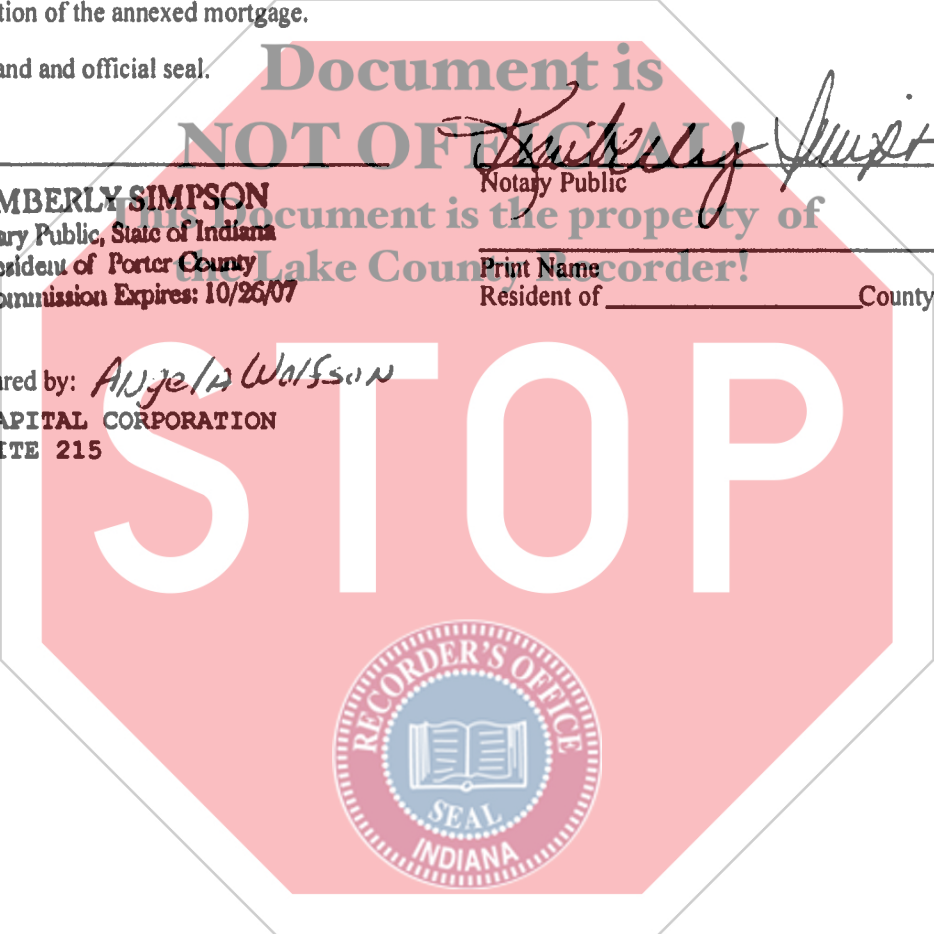 tion of the annexed mortgage.
and and official seal.
Document is
NOT OFFICIAL!
This Document is the property of
the Lake County Recorder!
MBERLY SIMPSON
ary Public, State of Indiana
esident of Porter County
ommission Expires: 10/26/07
Kimberly Simps
Notary Public
Print Name
Resident of County
ared by: Angela Wolfson
APITAL CORPORATION
ITE 215
STOP
RECORDER'S OFFICE
SEAL
INDIANA